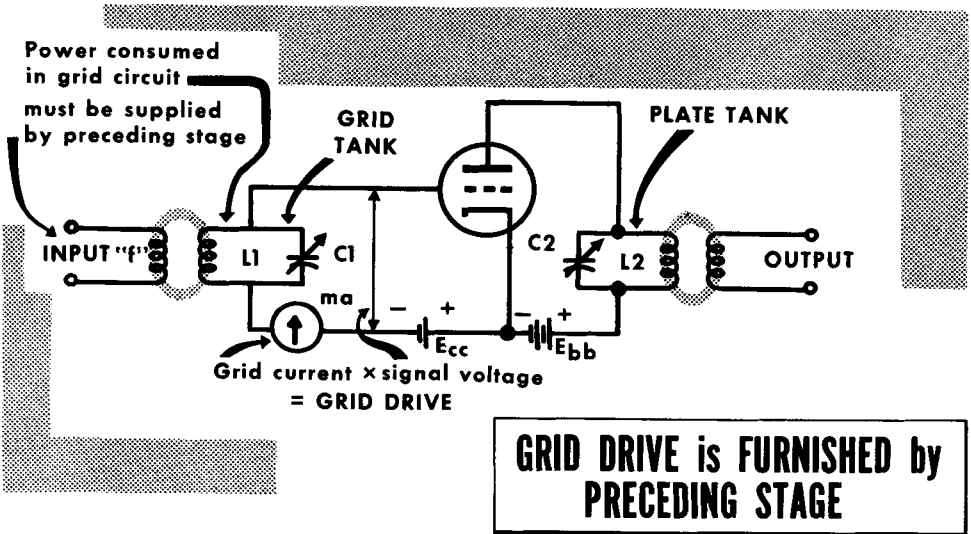 Power consumed
in grid circuit
must be supplied
by preceding stage
GRID
TANK
PLATE TANK
INPUT "f"
L1
C1
C2
L2
OUTPUT
ma
− +
− +
Ecc
Ebb
Grid current × signal voltage
= GRID DRIVE
GRID DRIVE is FURNISHED by
PRECEDING STAGE